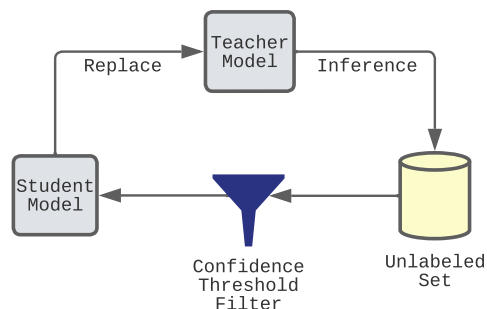 Teacher
Model
Replace
Inference
Student
Model
Confidence
Threshold
Filter
Unlabeled
Set